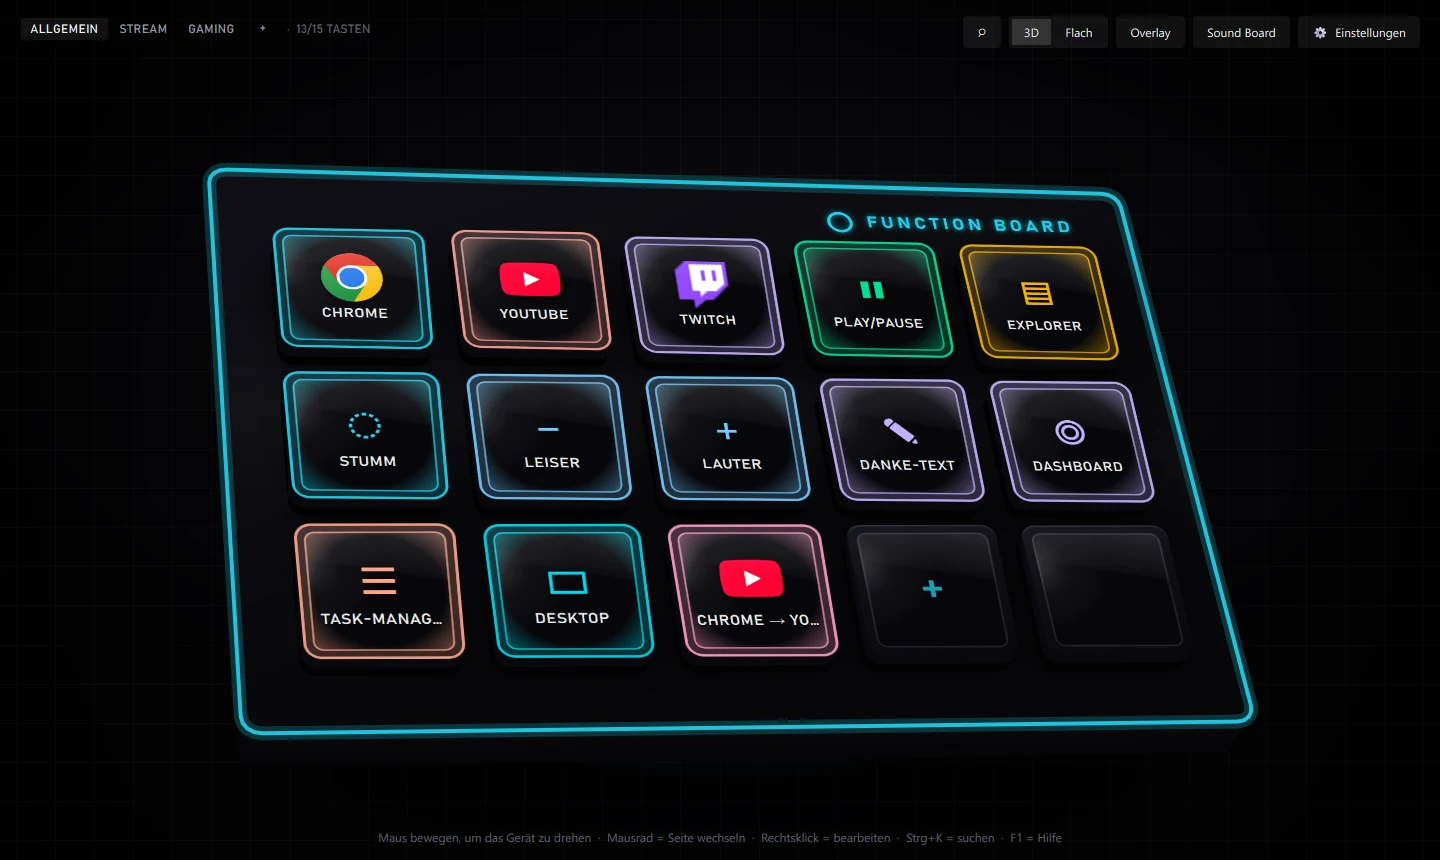 ALLGEMEIN STREAM GAMING + · 13/15 TASTEN
3D Flach Overlay Sound Board Einstellungen
FUNCTION BOARD
CHROME YOUTUBE TWITCH PLAY/PAUSE EXPLORER
STUMM LEISER LAUTER DANKE-TEXT DASHBOARD
TASK-MANAG… DESKTOP CHROME → YO…
Maus bewegen, um das Gerät zu drehen · Mausrad = Seite wechseln · Rechtsklick = bearbeiten · Strg+K = suchen · F1 = Hilfe